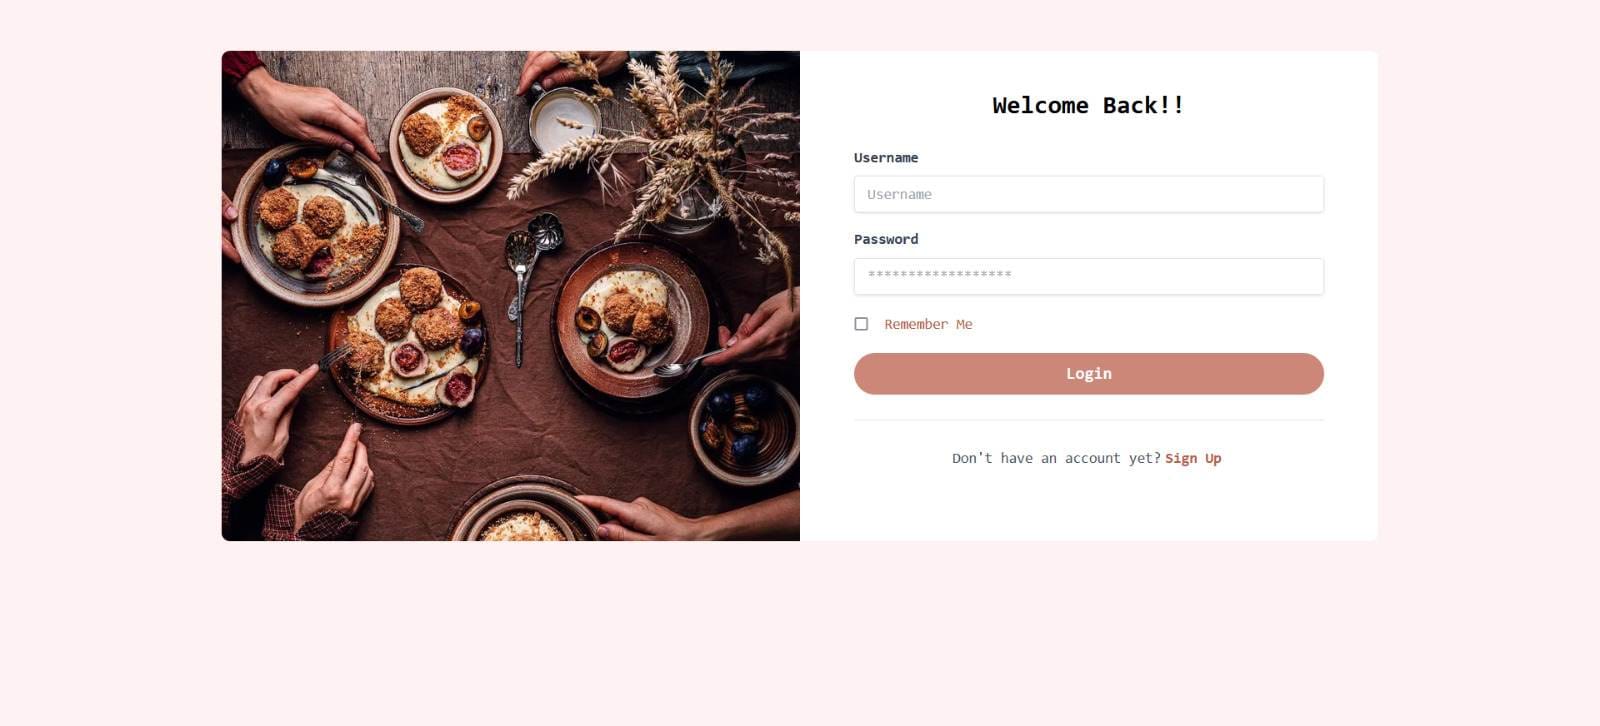 Welcome Back!!
Username
Username
Password
******************
Remember Me
Login
Don't have an account yet? Sign Up